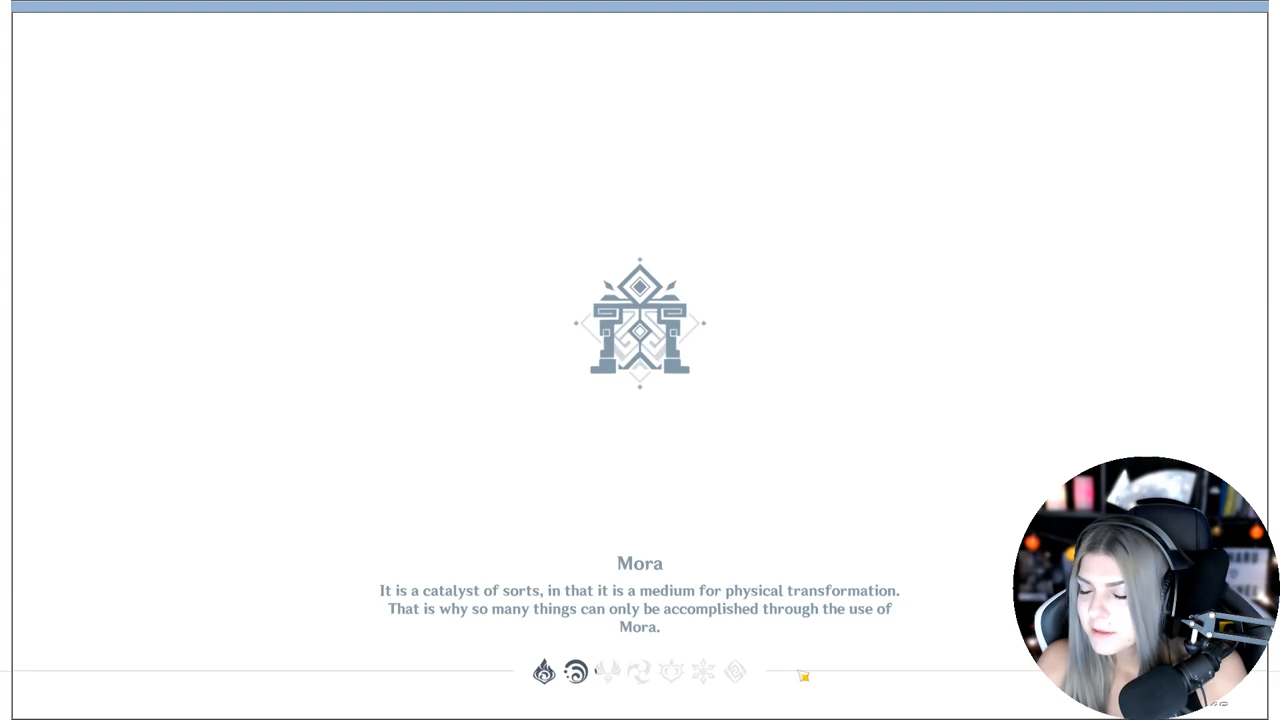 Mora
It is a catalyst of sorts, in that it is a medium for physical transformation.
That is why so many things can only be accomplished through the use of
Mora.